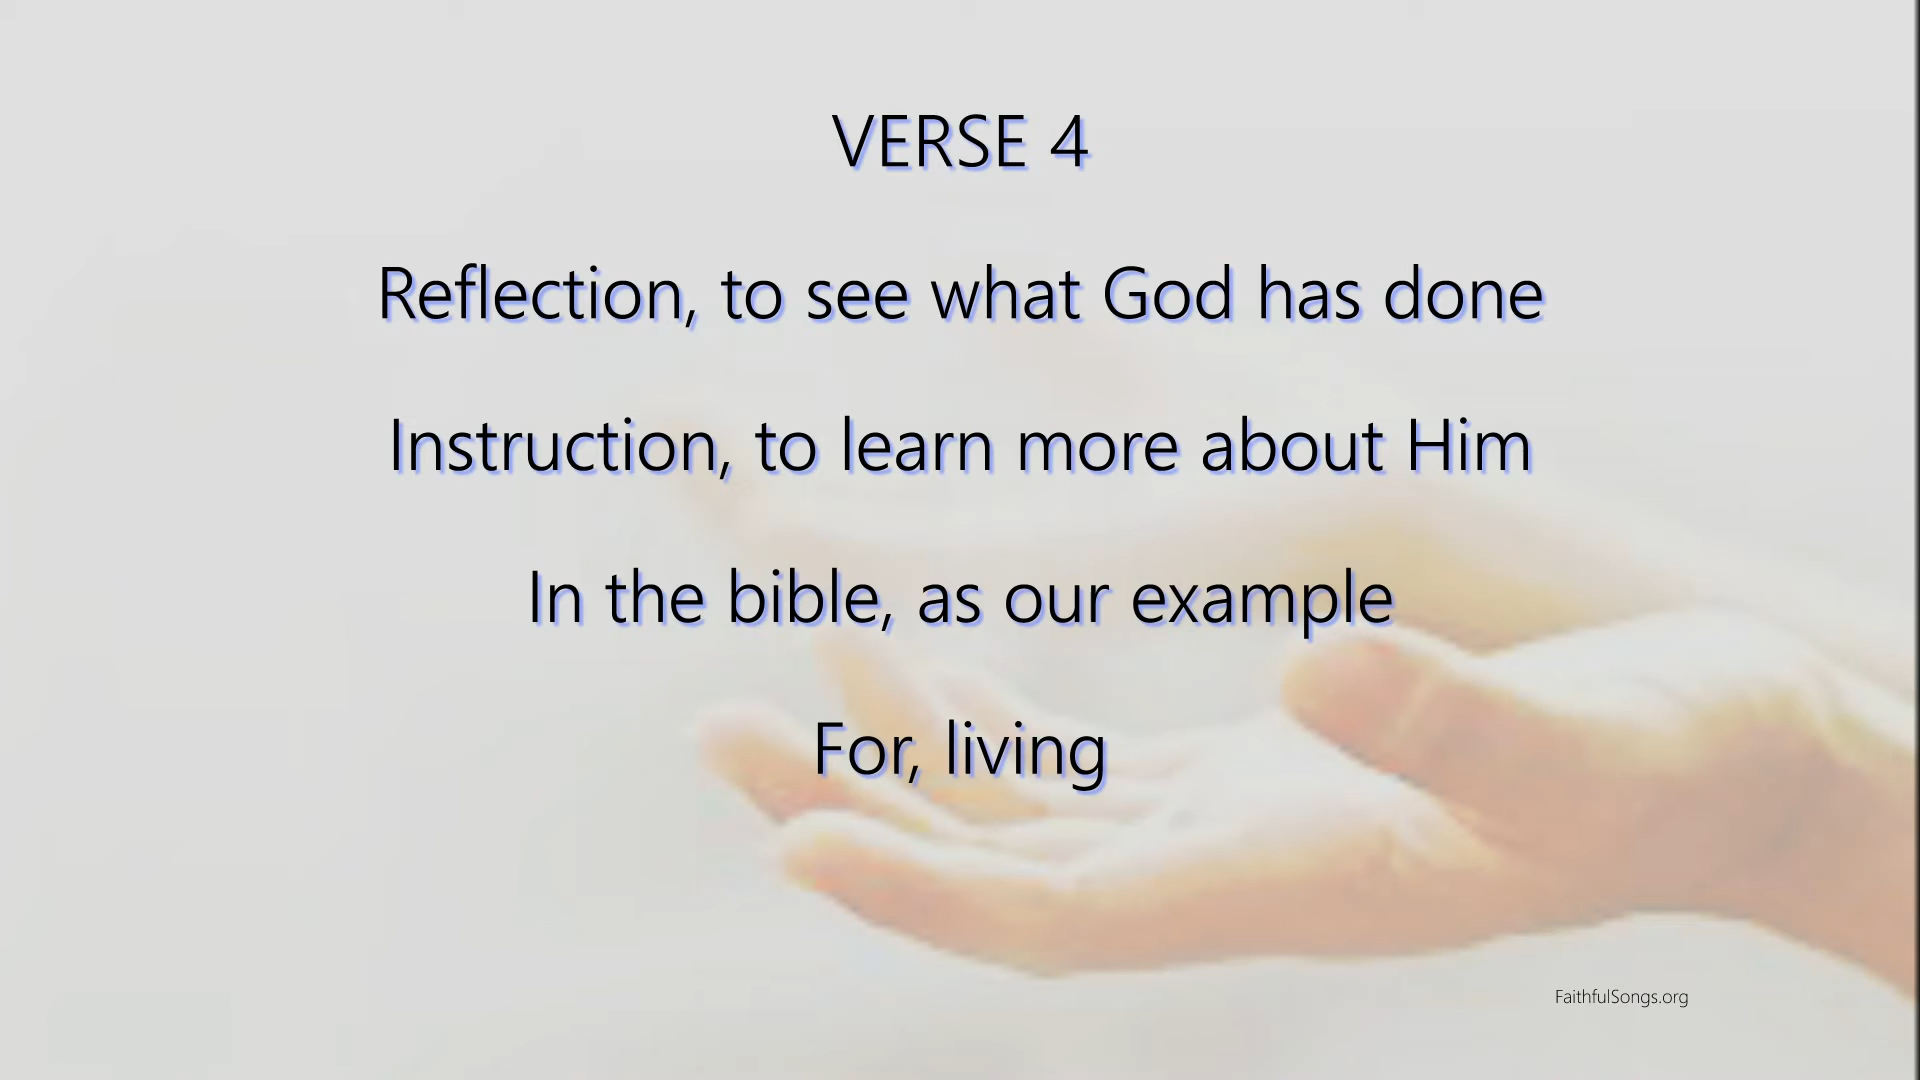 VERSE 4
Reflection, to see what God has done
Instruction, to learn more about Him
In the bible, as our example
For, living
FaithfulSongs.org